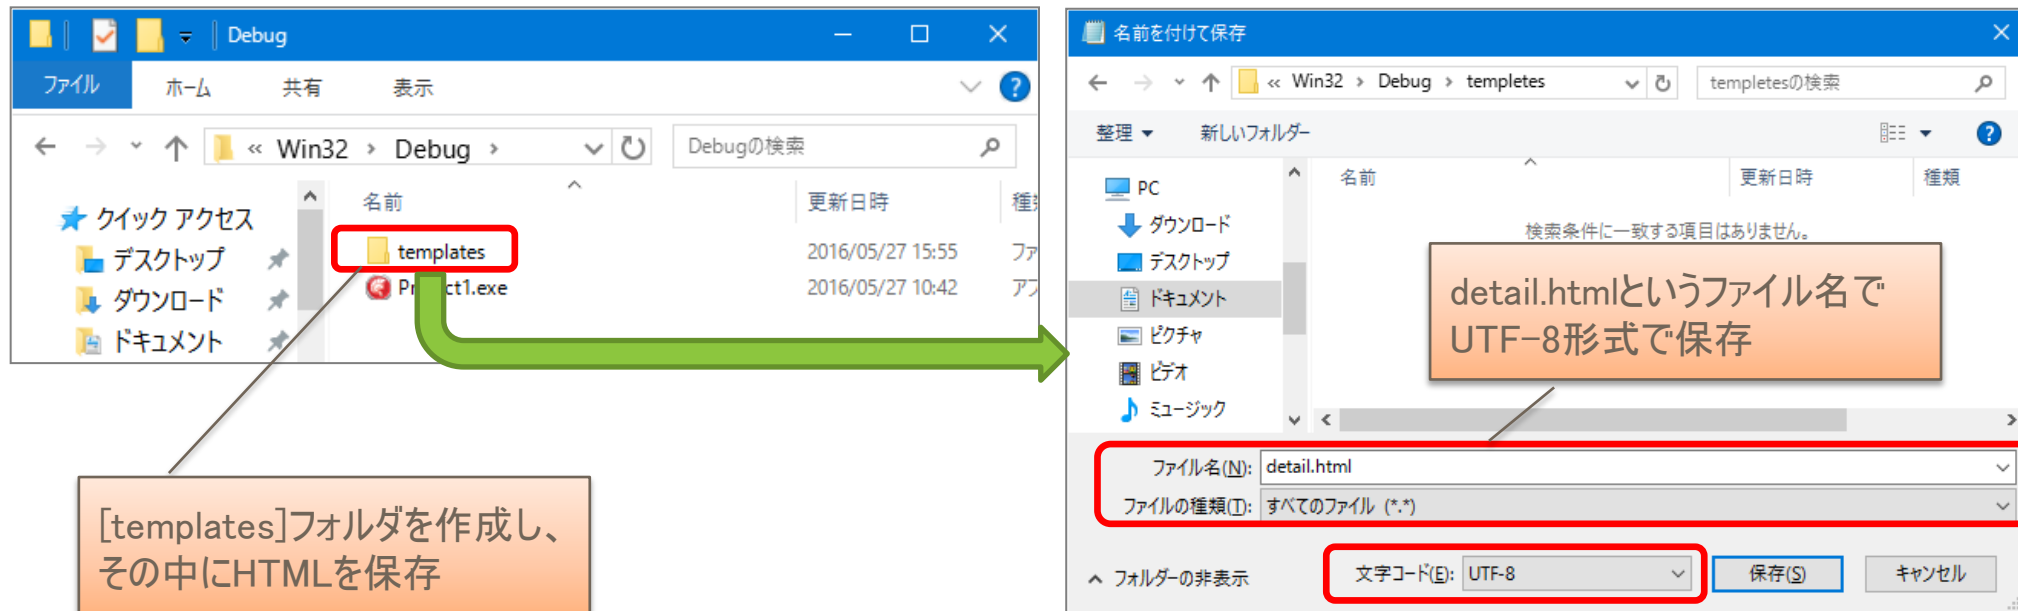 Debug
ファイル ホーム 共有 表示
« Win32 › Debug ›
Debugの検索
名前 更新日時
クイック アクセス
デスクトップ
ダウンロード
ドキュメント
templates 2016/05/27 15:55
2016/05/27 10:42
[templates]フォルダを作成し、
その中にHTMLを保存
名前を付けて保存
« Win32 › Debug › templetes
templetesの検索
整理 新しいフォルダー
PC
ダウンロード
デスクトップ
ドキュメント
ピクチャ
ビデオ
ミュージック
名前 更新日時 種類
検索条件に一致する項目はありません。
detail.htmlというファイル名で
UTF-8形式で保存
ファイル名(N): detail.html
ファイルの種類(T): すべてのファイル (*.*)
フォルダーの非表示 文字コード(E): UTF-8 保存(S) キャンセル